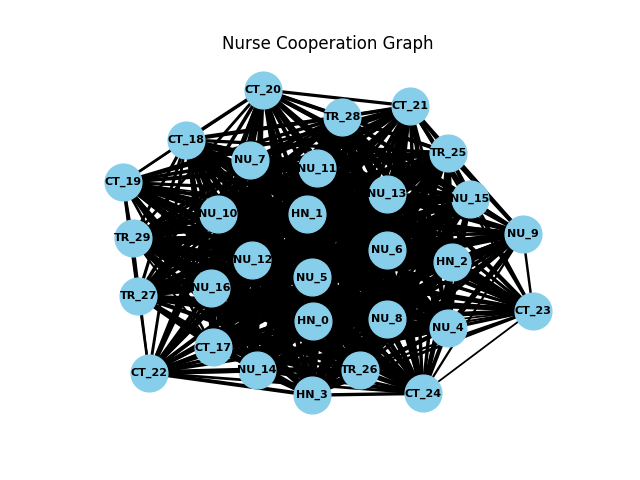 Nurse Cooperation Graph
CT_20
CT_21
TR_28
CT_18
TR_25
NU_7
NU_11
CT_19
NU_13
NU_15
NU_10
HN_1
NU_9
TR_29
NU_6
NU_12
HN_2
NU_5
NU_16
TR_27
CT_23
HN_0
NU_8
NU_4
CT_17
NU_14
TR_26
CT_22
CT_24
HN_3